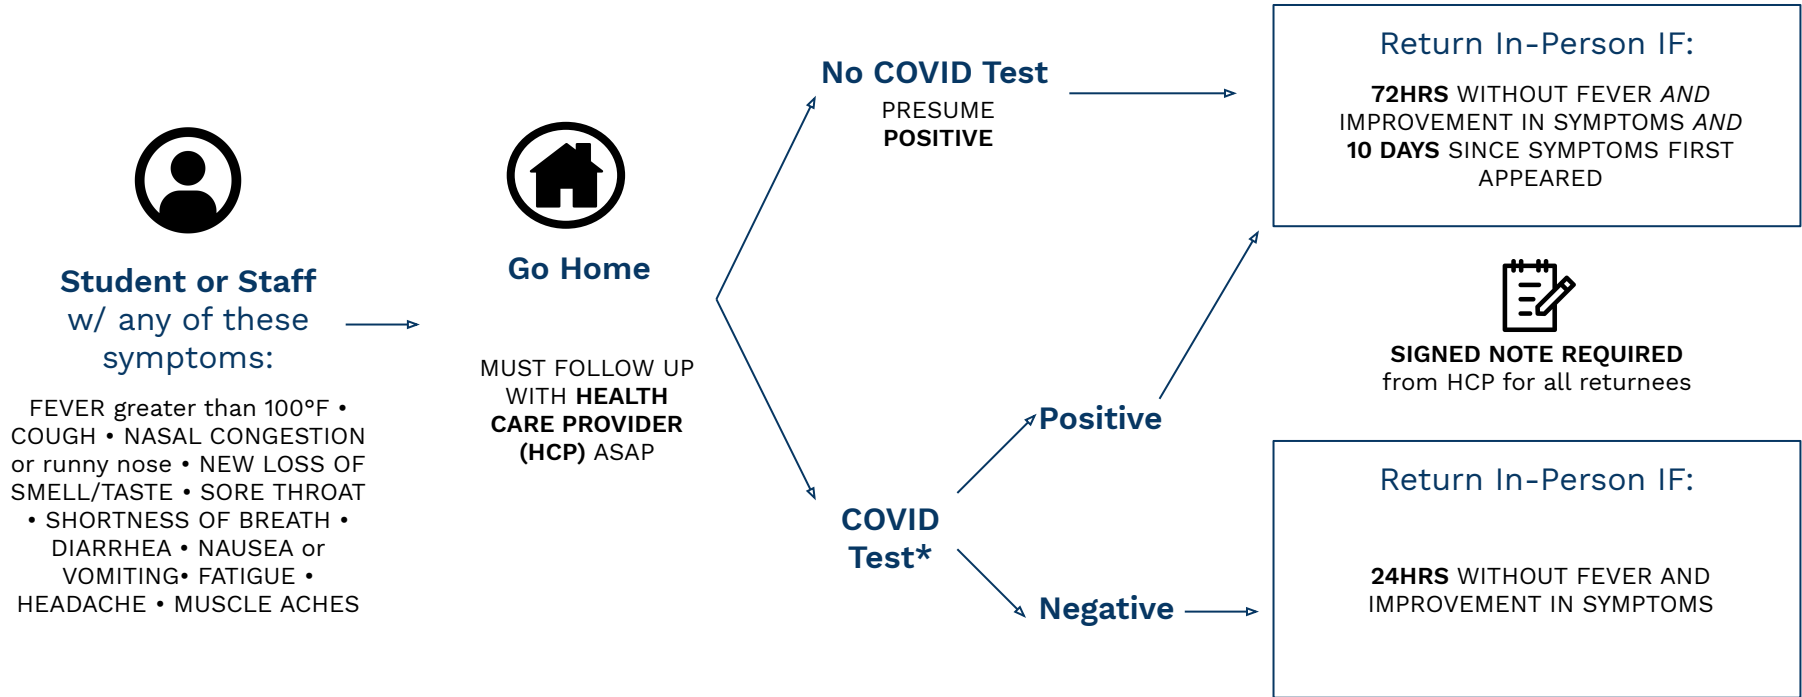 Student or Staff
w/ any of these
symptoms:
FEVER greater than 100°F •
COUGH • NASAL CONGESTION
or runny nose • NEW LOSS OF
SMELL/TASTE • SORE THROAT
• SHORTNESS OF BREATH •
DIARRHEA • NAUSEA or
VOMITING• FATIGUE •
HEADACHE • MUSCLE ACHES
Go Home
MUST FOLLOW UP
WITH HEALTH
CARE PROVIDER
(HCP) ASAP
No COVID Test
PRESUME
POSITIVE
COVID
Test*
Positive
Negative
Return In-Person IF:
72HRS WITHOUT FEVER AND
IMPROVEMENT IN SYMPTOMS AND
10 DAYS SINCE SYMPTOMS FIRST
APPEARED
SIGNED NOTE REQUIRED
from HCP for all returnees
Return In-Person IF:
24HRS WITHOUT FEVER AND
IMPROVEMENT IN SYMPTOMS